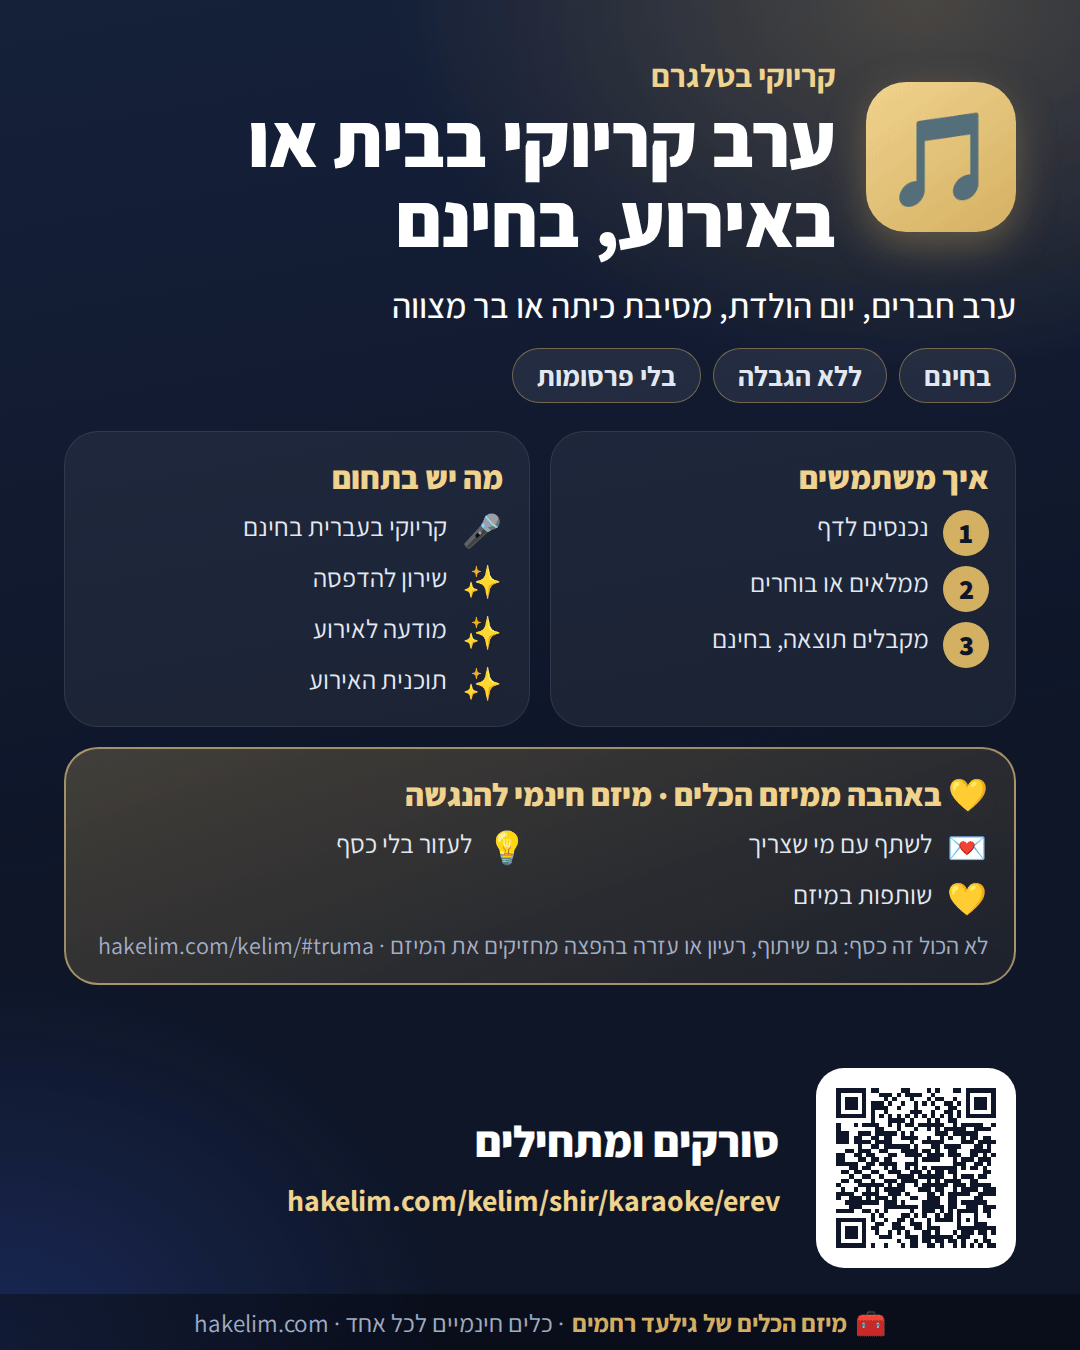 קריוקי בטלגרם
ערב קריוקי בבית או
באירוע, בחינם
ערב חברים, יום הולדת, מסיבת כיתה או בר מצווה
בחינם
ללא הגבלה
בלי פרסומות
איך משתמשים
1 נכנסים לדף
2 ממלאים או בוחרים
3 מקבלים תוצאה, בחינם
מה יש בתחום
קריוקי בעברית בחינם
שירון להדפסה
מודעה לאירוע
תוכנית האירוע
באהבה ממיזם הכלים · מיזם חינמי להנגשה
לשתף עם מי שצריך
לעזור בלי כסף
שותפות במיזם
לא הכול זה כסף: גם שיתוף, רעיון או עזרה בהפצה מחזיקים את המיזם · hakelim.com/kelim/#truma
סורקים ומתחילים
hakelim.com/kelim/shir/karaoke/erev
מיזם הכלים של גילעד רחמים · כלים חינמיים לכל אחד · hakelim.com